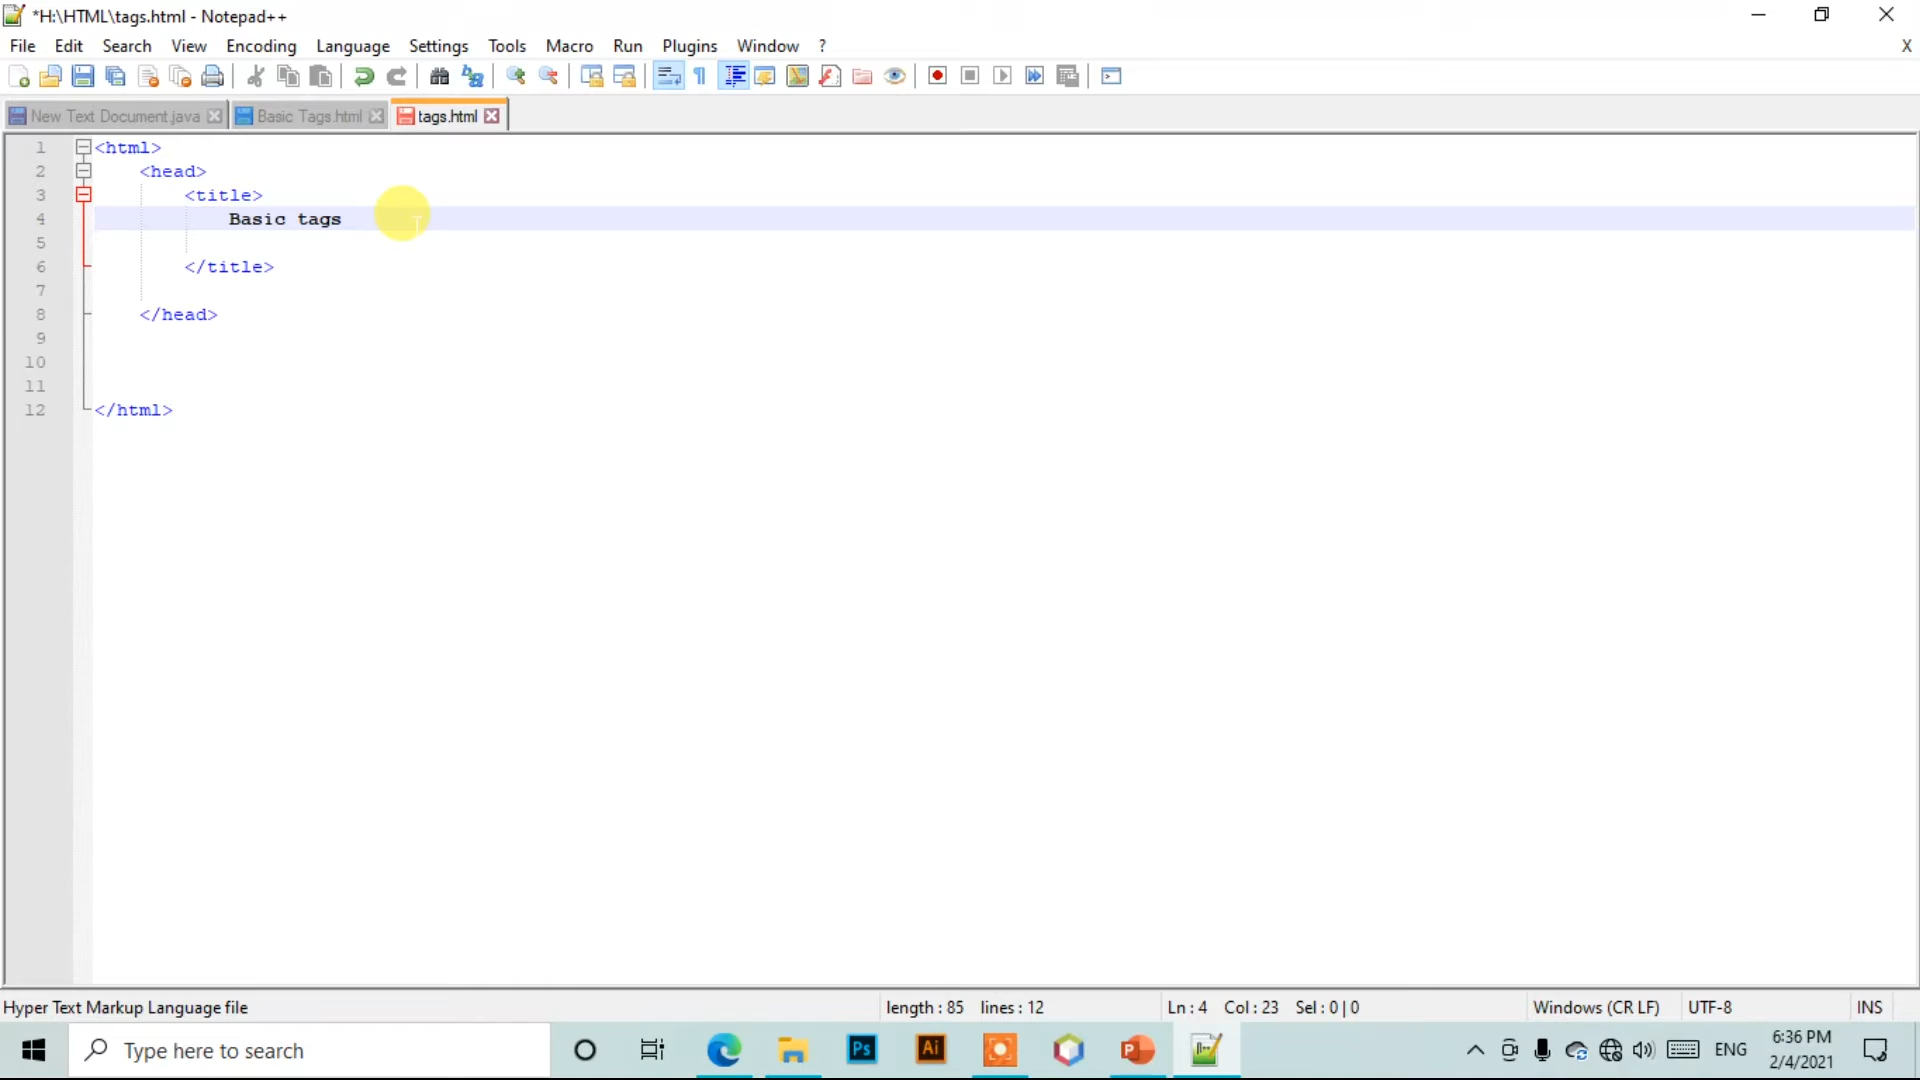 *H:\HTML\tags.html - Notepad++
File Edit Search View Encoding Language Settings Tools Macro Run Plugins Window ? X
New Text Document.java Basic Tags.html tags.html
1 <html>
2 <head>
3 <title>
4 Basic tags
5
6 </title>
7
8 </head>
9
10
11
12 </html>
Hyper Text Markup Language file length : 85 lines : 12 Ln : 4 Col : 23 Sel : 0 | 0 Windows (CR LF) UTF-8 INS
Type here to search Ps Ai P ENG 6:36 PM
2/4/2021